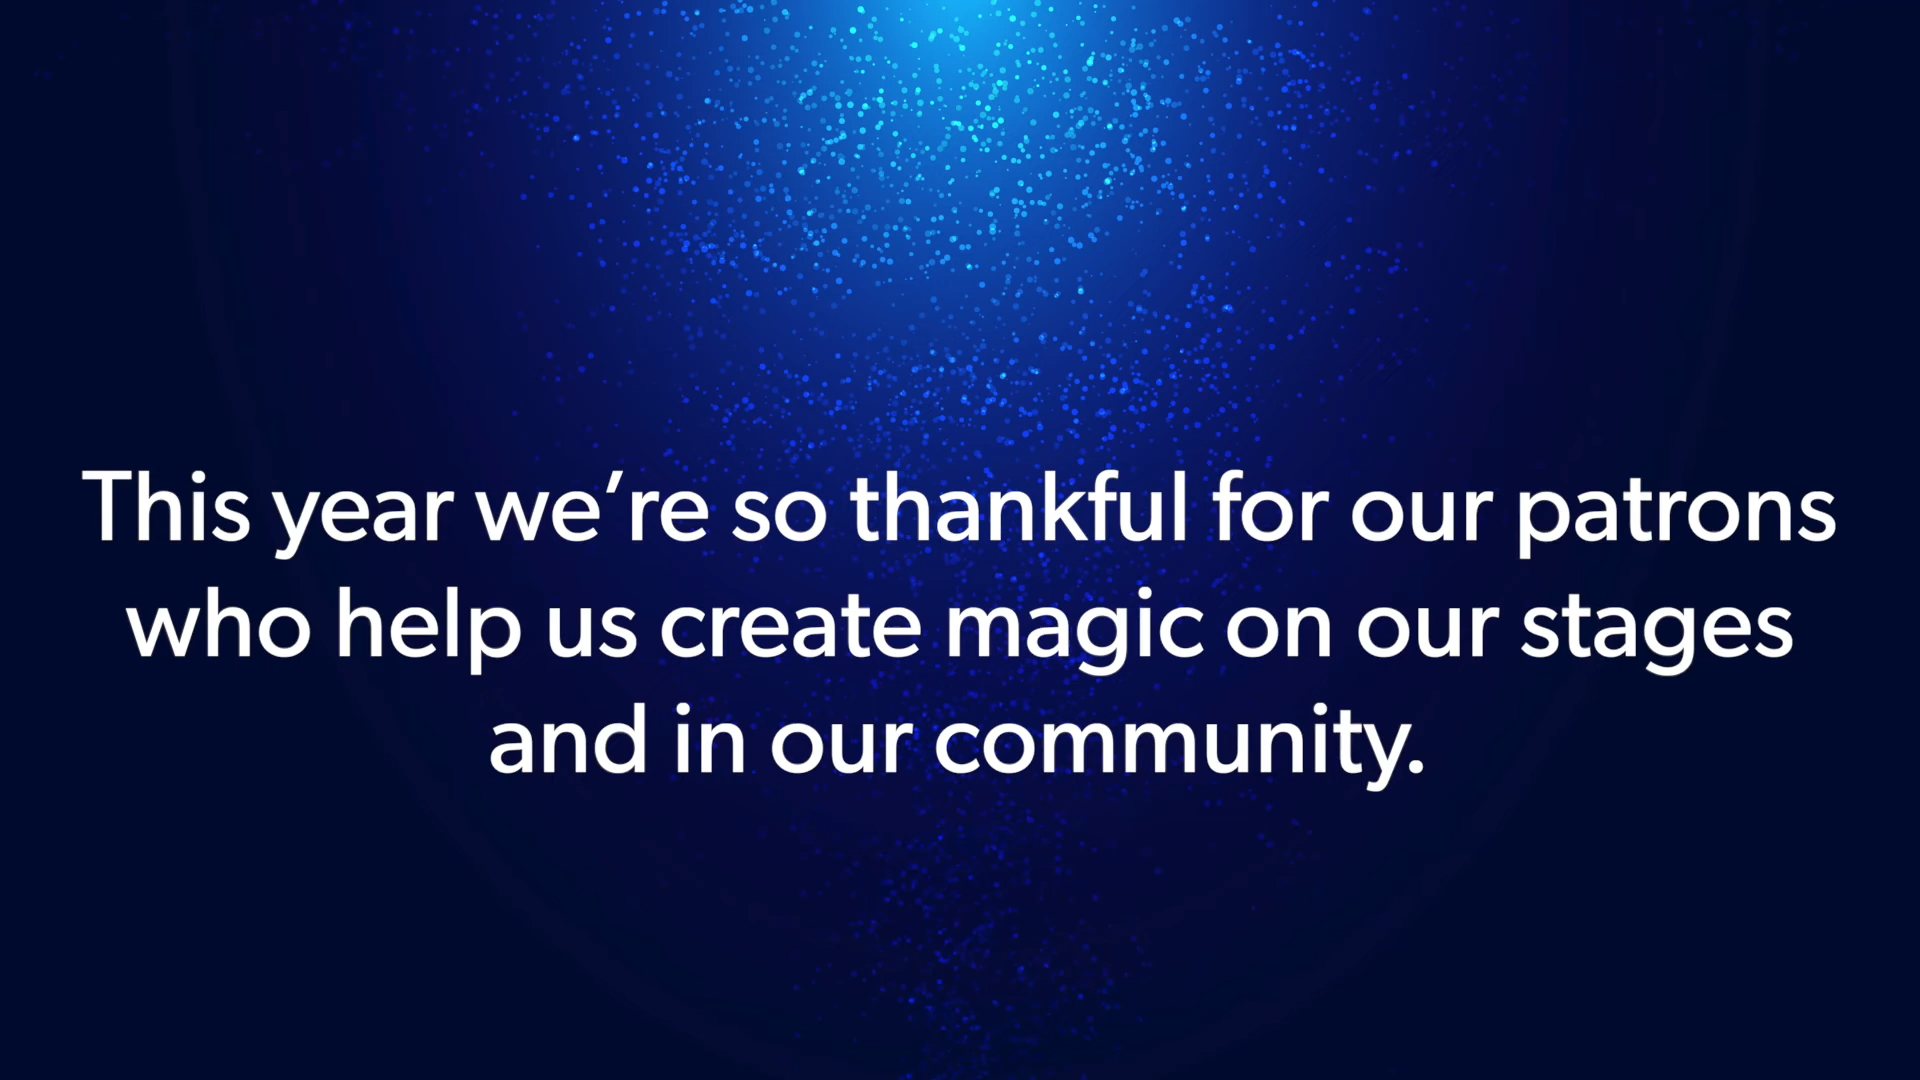 This year we’re so thankful for our patrons
who help us create magic on our stages
and in our community.